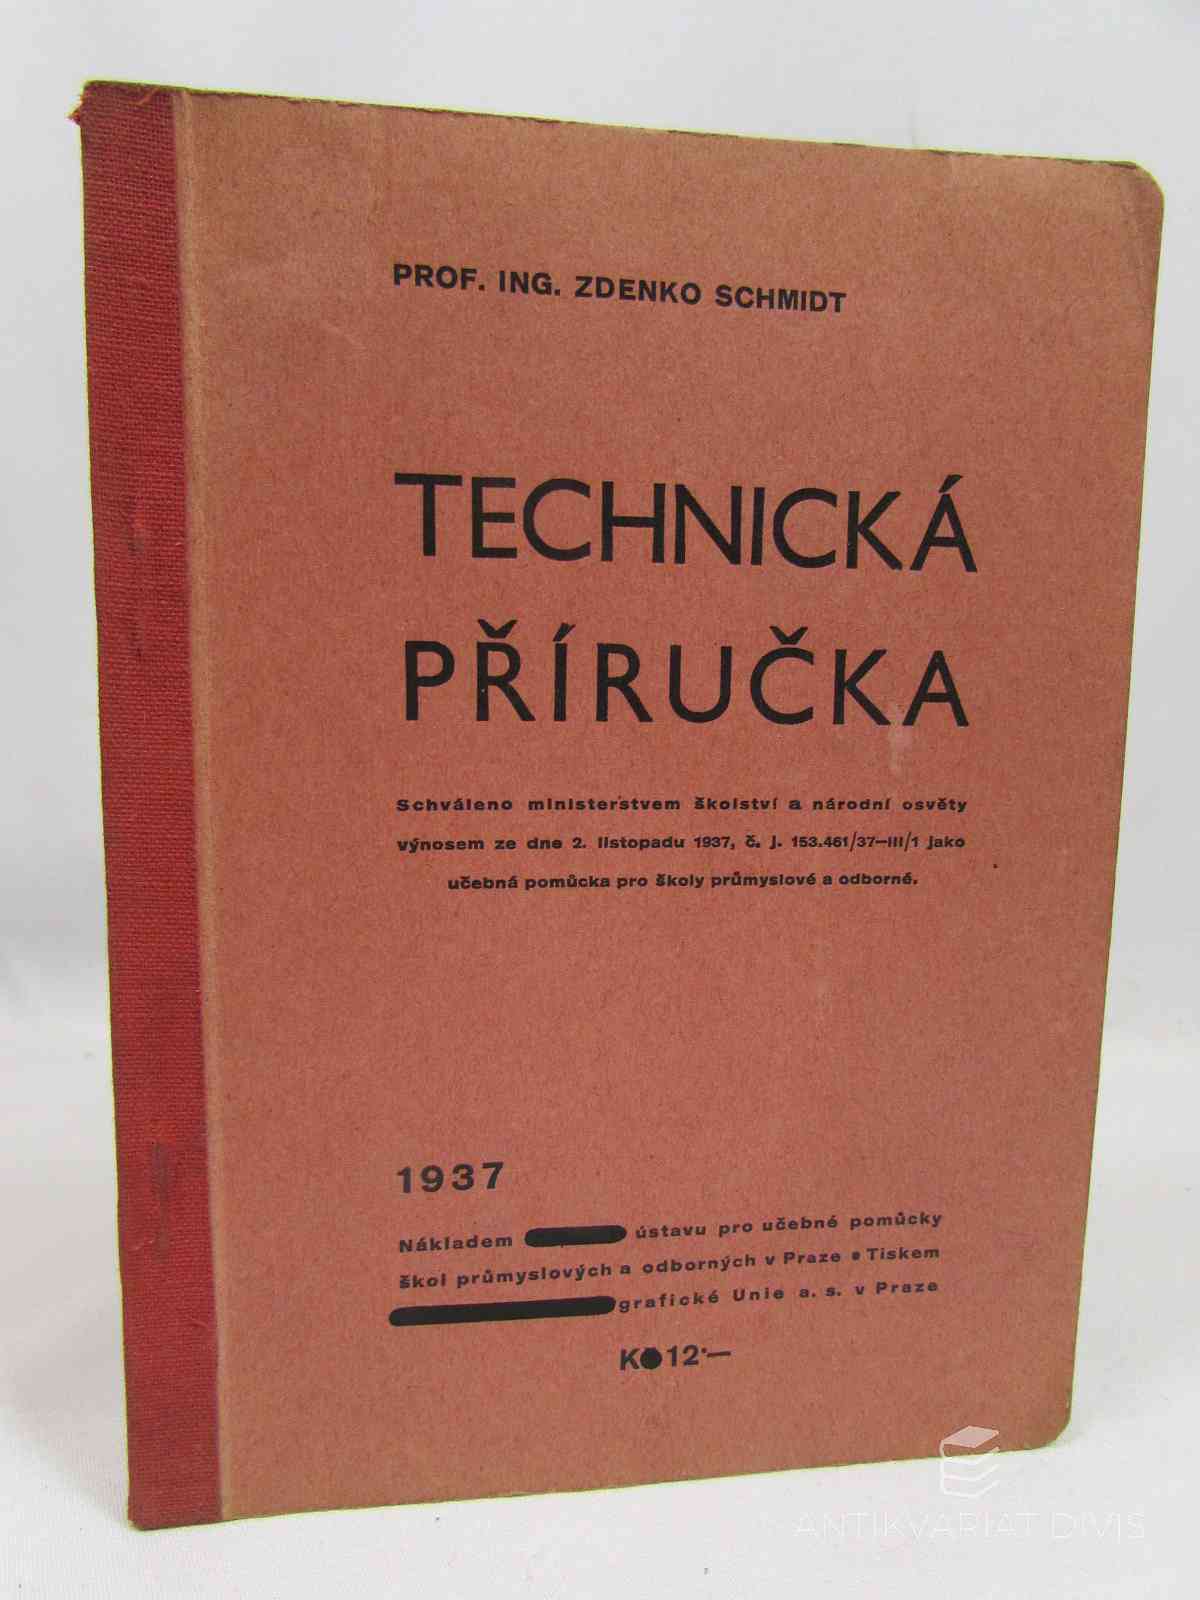 PROF. ING. ZDENKO SCHMIDT
TECHNICKÁ
PŘÍRUČKA
Schváleno ministerstvem školství a národní osvěty
výnosem ze dne 2. listopadu 1937, č. j. 153.461/37—III/1 jako
učebná pomůcka pro školy průmyslové a odborné.
1937
Nákladem ústavu pro učebné pomůcky
škol průmyslových a odborných v Praze • Tiskem
grafické Unie a. s. v Praze
K 12·—
ANTIKVARIÁT DIVIŠ